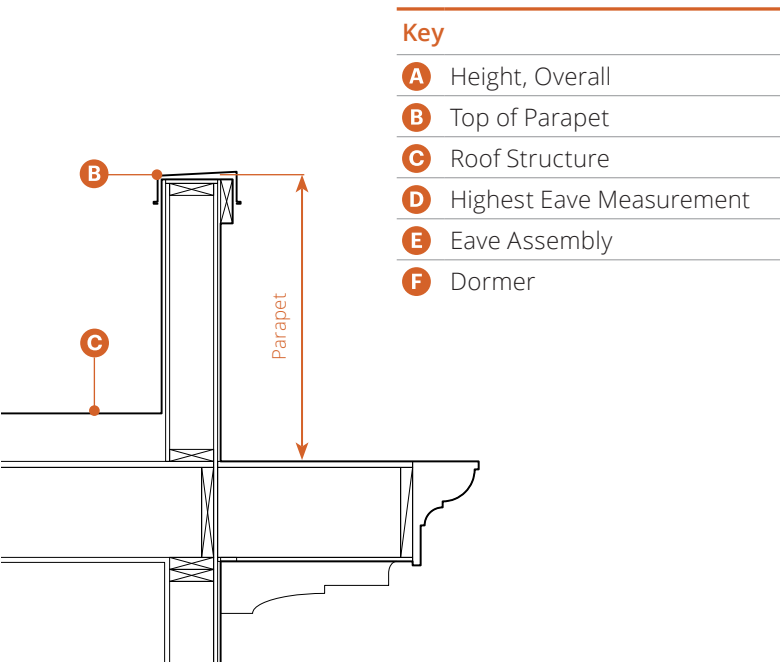 Key
A Height, Overall
B Top of Parapet
C Roof Structure
D Highest Eave Measurement
E Eave Assembly
F Dormer
B
Parapet
C